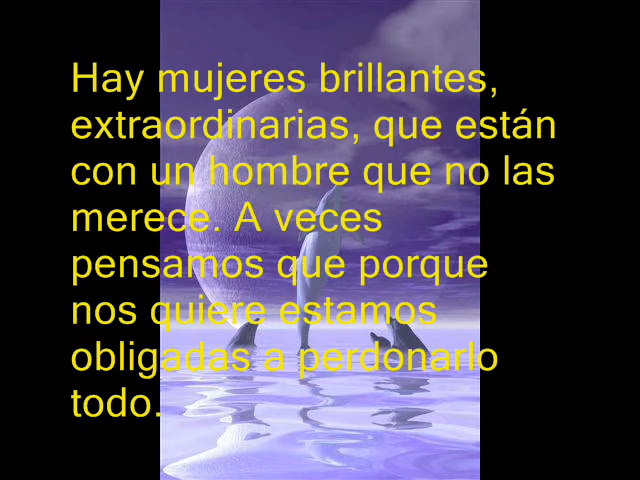 Hay mujeres brillantes,
extraordinarias, que están
con un hombre que no las
merece. A veces
pensamos que porque
nos quiere estamos
obligadas a perdonarlo
todo.